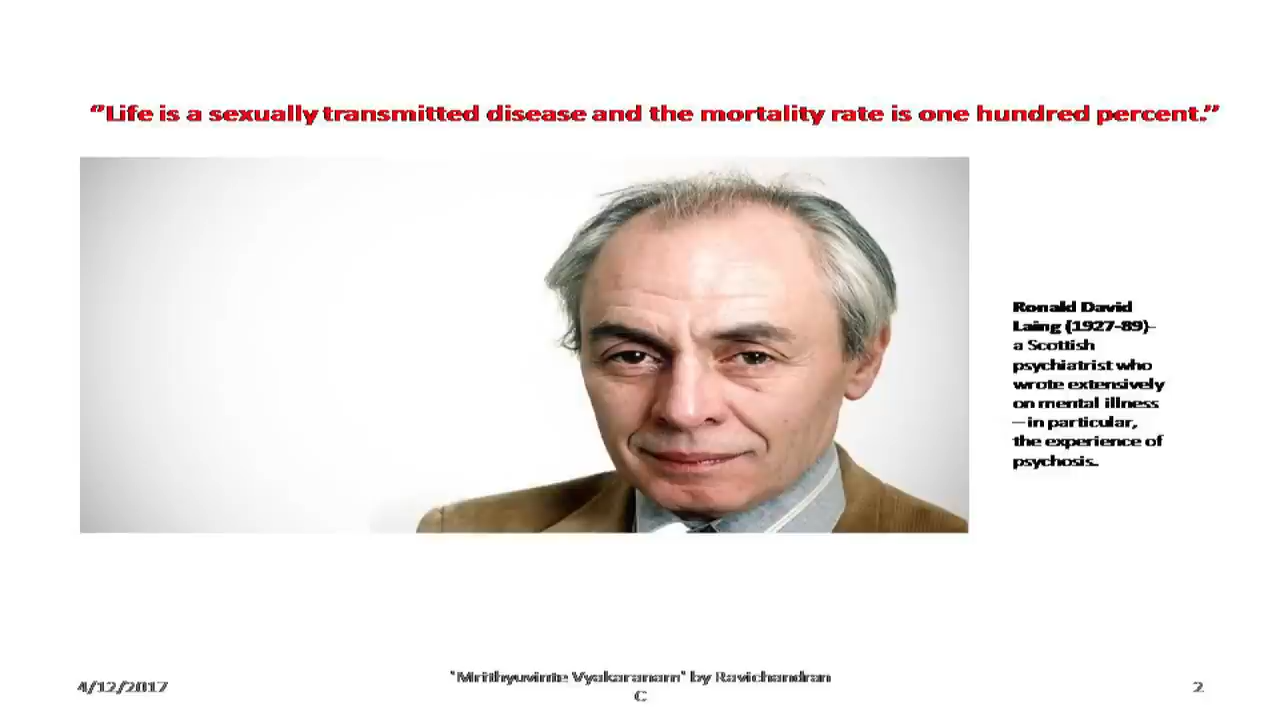 “Life is a sexually transmitted disease and the mortality rate is one hundred percent.”
Ronald David
Laing (1927-89)–
a Scottish
psychiatrist who
wrote extensively
on mental illness
– in particular,
the experience of
psychosis.
4/12/2017
"Mrithyuvinte Vyakaranam" by Ravichandran
C
2